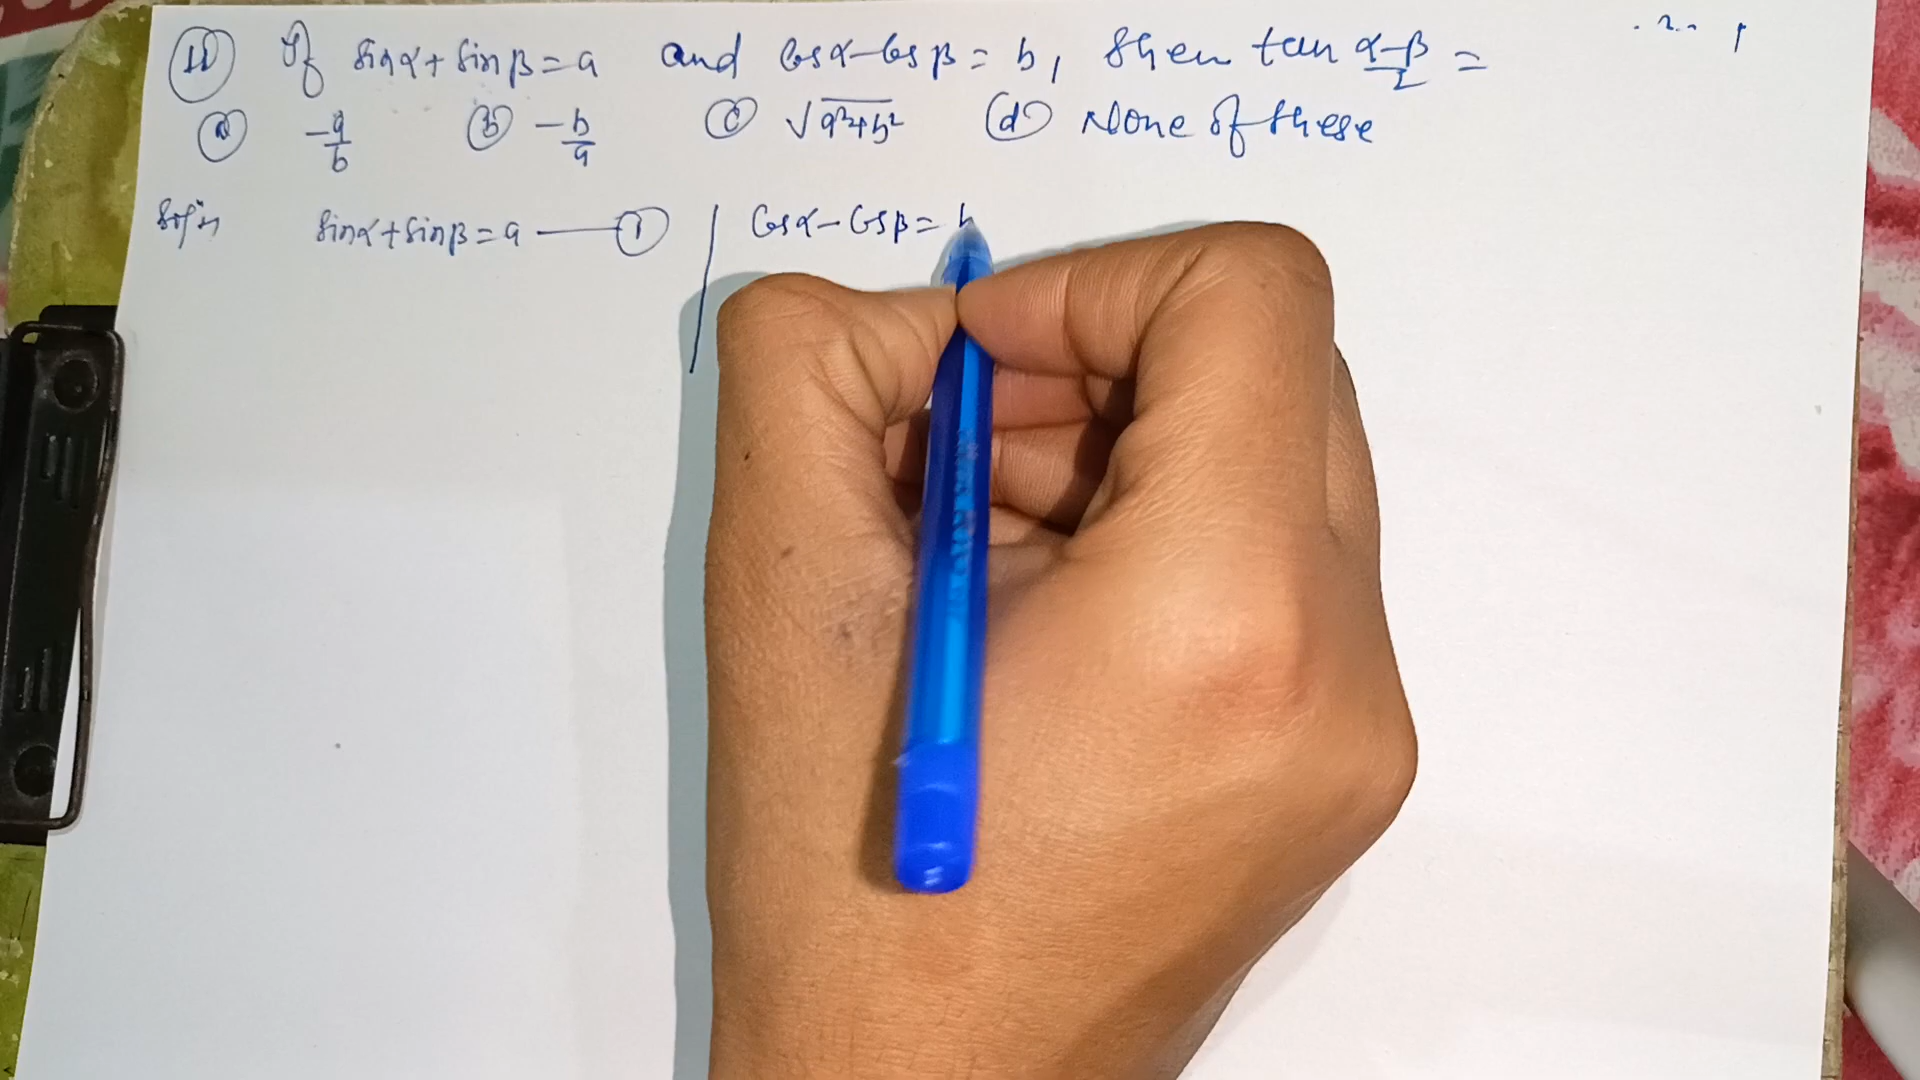 (11) If sinα + sinβ = a and cosα - cosβ = b, then tan (α-β)/2 =
(a) -a/b (b) -b/a (c) √(a²+b²) (d) None of these
Sol'n sinα + sinβ = a —— (1) | cosα - cosβ = b